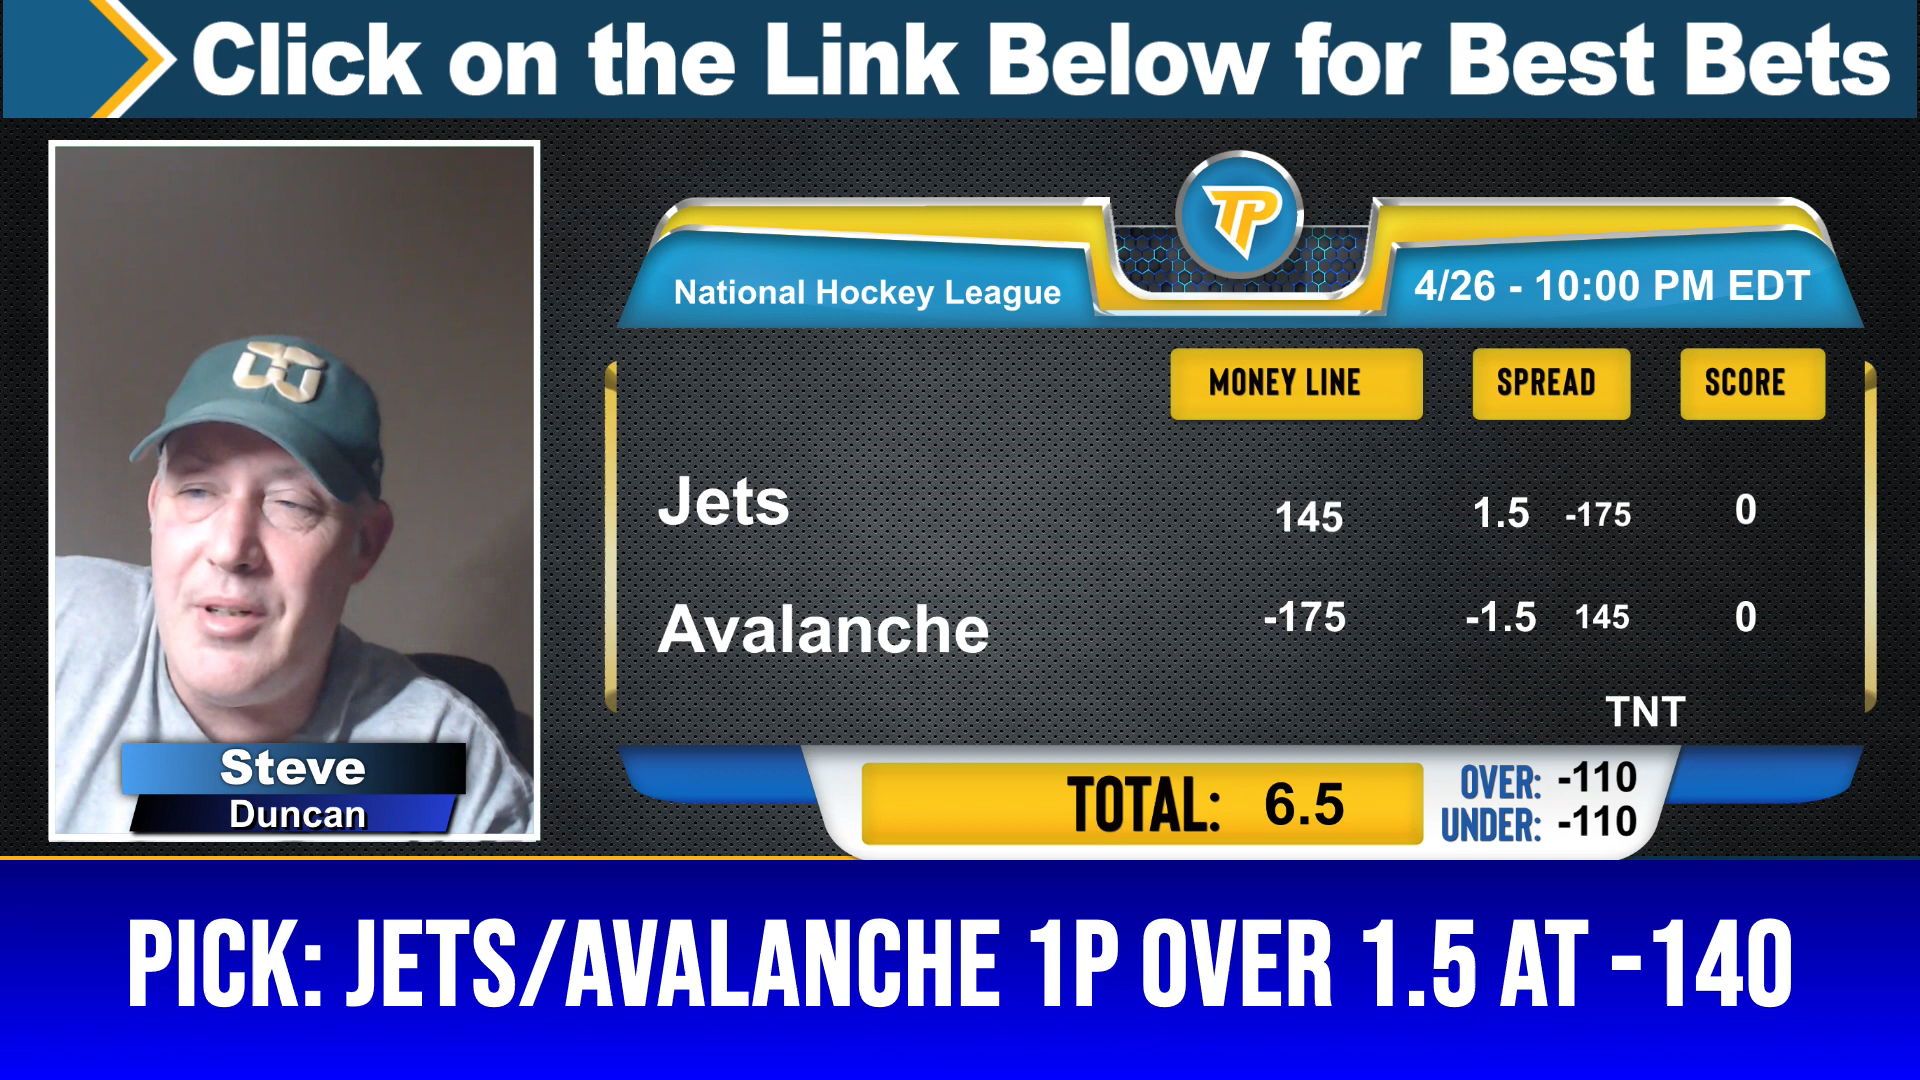 Click on the Link Below for Best Bets
TP
National Hockey League
4/26 - 10:00 PM EDT
MONEY LINE SPREAD SCORE
Jets 145 1.5 -175 0
Avalanche -175 -1.5 145 0
TNT
Steve
Duncan
TOTAL: 6.5
OVER: -110
UNDER: -110
PICK: JETS/AVALANCHE 1P OVER 1.5 AT -140